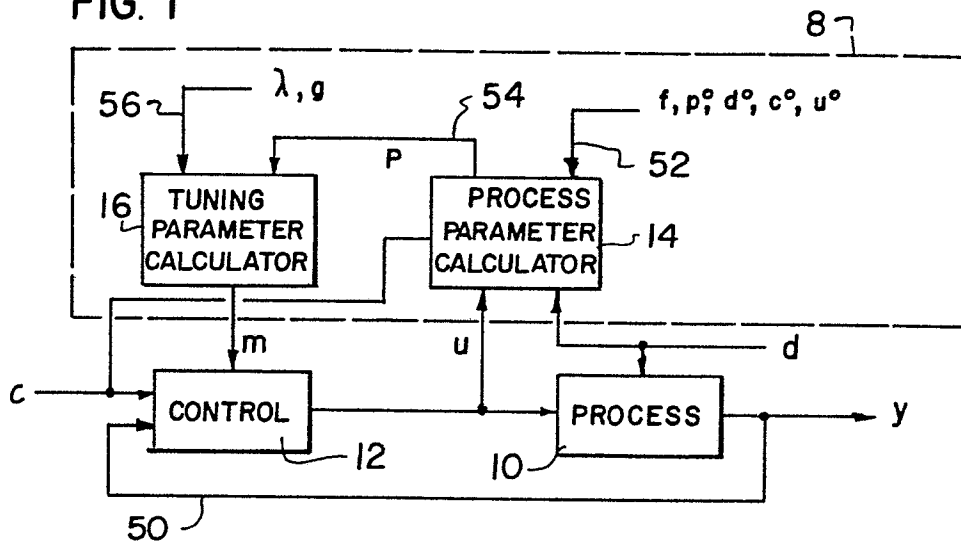 FIG. 1
8
λ, g
56
54
f, p°, d°, c°, u°
P
52
16
TUNING
PARAMETER
CALCULATOR
PROCESS
PARAMETER
CALCULATOR
14
m
u
d
c
CONTROL
12
PROCESS
10
y
50